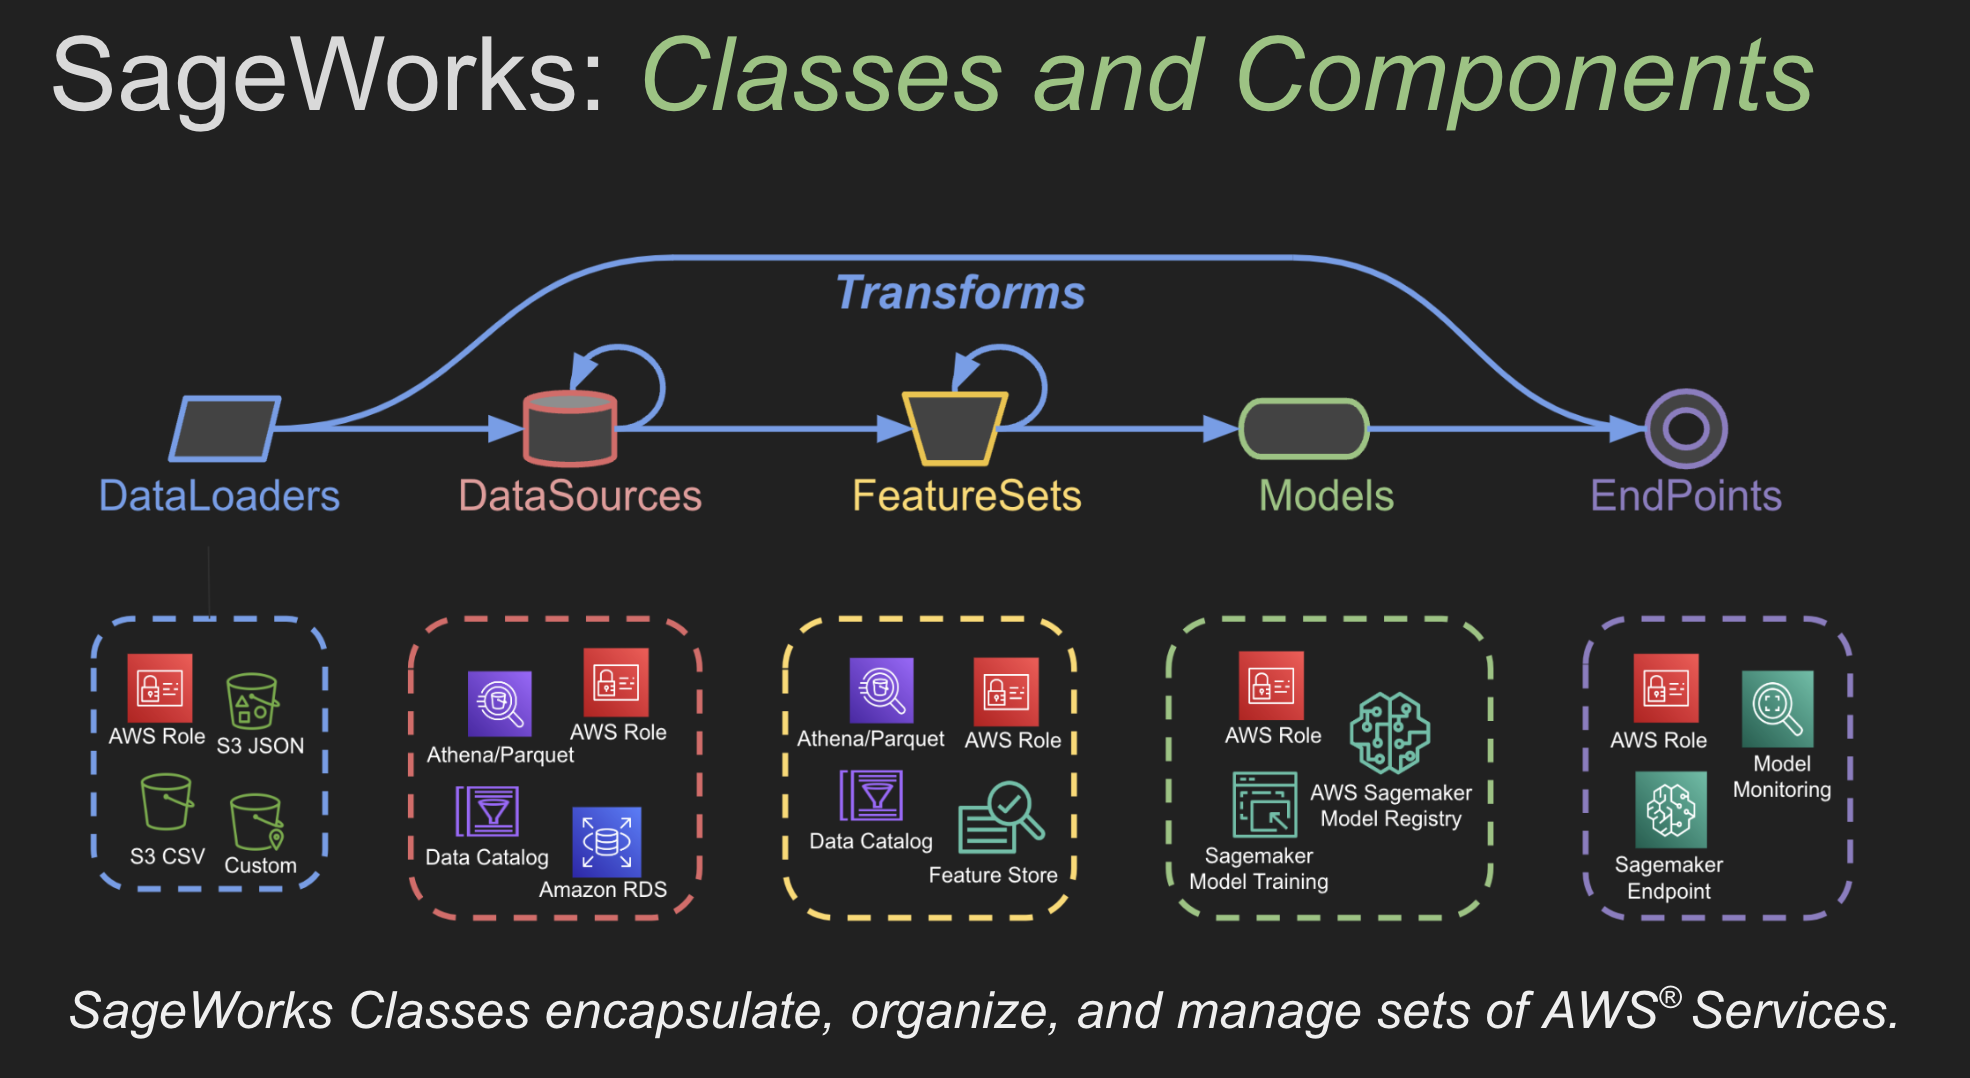 SageWorks: Classes and Components
Transforms
DataLoaders
DataSources
FeatureSets
Models
EndPoints
AWS Role
S3 JSON
S3 CSV
Custom
Athena/Parquet
AWS Role
Data Catalog
Amazon RDS
Athena/Parquet
AWS Role
Data Catalog
Feature Store
AWS Role
AWS Sagemaker
Model Registry
Sagemaker
Model Training
AWS Role
Model
Monitoring
Sagemaker
Endpoint
SageWorks Classes encapsulate, organize, and manage sets of AWS® Services.